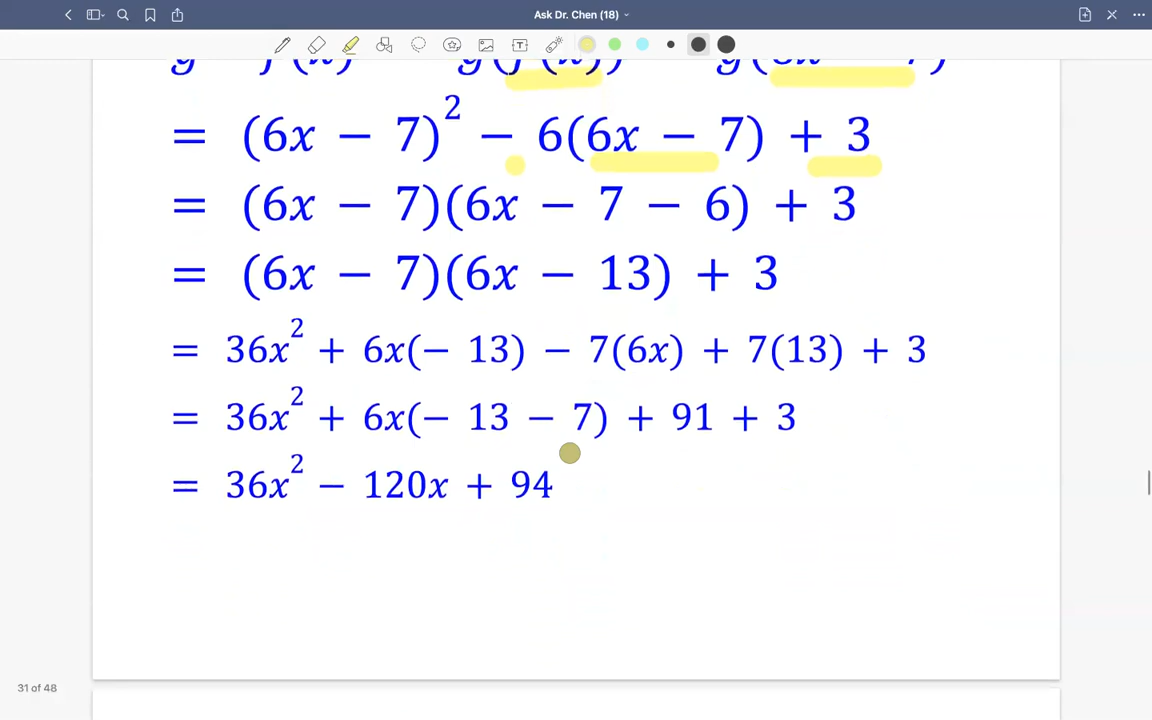 Ask Dr. Chen (18)
= (6x − 7)² − 6(6x − 7) + 3
= (6x − 7)(6x − 7 − 6) + 3
= (6x − 7)(6x − 13) + 3
= 36x² + 6x(− 13) − 7(6x) + 7(13) + 3
= 36x² + 6x(− 13 − 7) + 91 + 3
= 36x² − 120x + 94
31 of 48